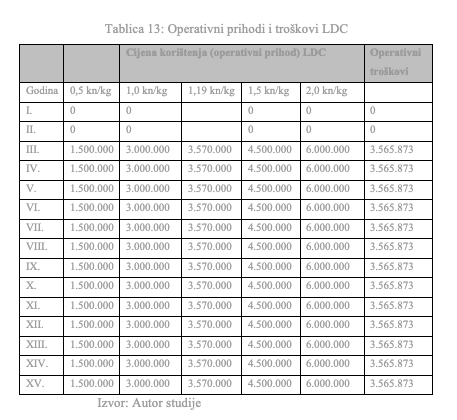 Tablica 13: Operativni prihodi i troškovi LDC
Cijena korištenja (operativni prihod) LDC Operativni
troškovi
Godina 0,5 kn/kg 1,0 kn/kg 1,19 kn/kg 1,5 kn/kg 2,0 kn/kg
I. 0 0 0 0 0
II. 0 0 0 0 0
III. 1.500.000 3.000.000 3.570.000 4.500.000 6.000.000 3.565.873
IV. 1.500.000 3.000.000 3.570.000 4.500.000 6.000.000 3.565.873
V. 1.500.000 3.000.000 3.570.000 4.500.000 6.000.000 3.565.873
VI. 1.500.000 3.000.000 3.570.000 4.500.000 6.000.000 3.565.873
VII. 1.500.000 3.000.000 3.570.000 4.500.000 6.000.000 3.565.873
VIII. 1.500.000 3.000.000 3.570.000 4.500.000 6.000.000 3.565.873
IX. 1.500.000 3.000.000 3.570.000 4.500.000 6.000.000 3.565.873
X. 1.500.000 3.000.000 3.570.000 4.500.000 6.000.000 3.565.873
XI. 1.500.000 3.000.000 3.570.000 4.500.000 6.000.000 3.565.873
XII. 1.500.000 3.000.000 3.570.000 4.500.000 6.000.000 3.565.873
XIII. 1.500.000 3.000.000 3.570.000 4.500.000 6.000.000 3.565.873
XIV. 1.500.000 3.000.000 3.570.000 4.500.000 6.000.000 3.565.873
XV. 1.500.000 3.000.000 3.570.000 4.500.000 6.000.000 3.565.873
Izvor: Autor studije